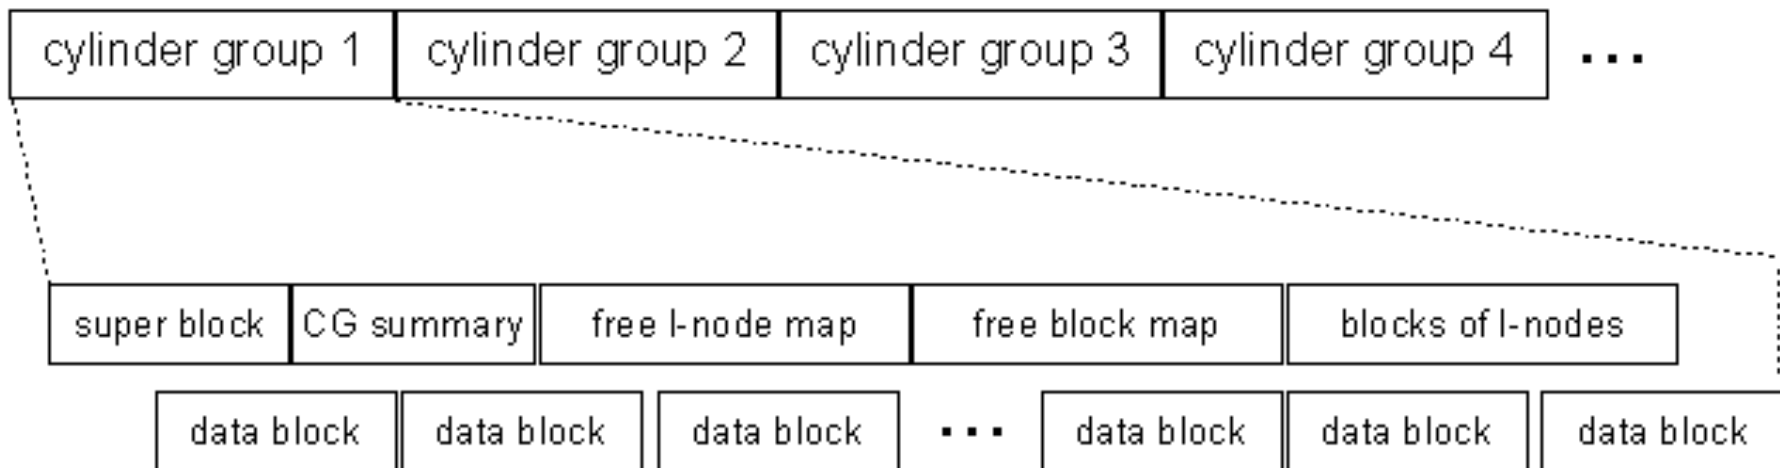 cylinder group 1 cylinder group 2 cylinder group 3 cylinder group 4 ...
super block CG summary free I-node map free block map blocks of I-nodes
data block data block data block ... data block data block data block